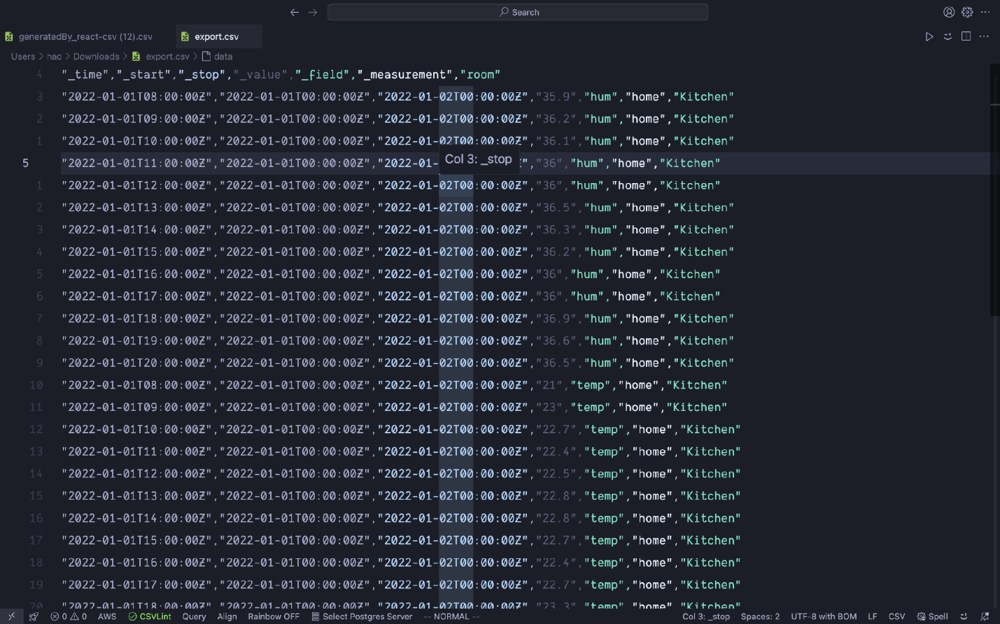 Search
generatedBy_react-csv (12).csv export.csv
Users > hao > Downloads > export.csv > data
4 "_time","_start","_stop","_value","_field","_measurement","room"
3 "2022-01-01T08:00:00Z","2022-01-01T00:00:00Z","2022-01-02T00:00:00Z","35.9","hum","home","Kitchen"
2 "2022-01-01T09:00:00Z","2022-01-01T00:00:00Z","2022-01-02T00:00:00Z","36.2","hum","home","Kitchen"
1 "2022-01-01T10:00:00Z","2022-01-01T00:00:00Z","2022-01-02T00:00:00Z","36.1","hum","home","Kitchen"
5 "2022-01-01T11:00:00Z","2022-01-01T00:00:00Z","2022-01- Col 3: _stop Z","36","hum","home","Kitchen"
1 "2022-01-01T12:00:00Z","2022-01-01T00:00:00Z","2022-01-02T00:00:00Z","36","hum","home","Kitchen"
2 "2022-01-01T13:00:00Z","2022-01-01T00:00:00Z","2022-01-02T00:00:00Z","36.5","hum","home","Kitchen"
3 "2022-01-01T14:00:00Z","2022-01-01T00:00:00Z","2022-01-02T00:00:00Z","36.3","hum","home","Kitchen"
4 "2022-01-01T15:00:00Z","2022-01-01T00:00:00Z","2022-01-02T00:00:00Z","36.2","hum","home","Kitchen"
5 "2022-01-01T16:00:00Z","2022-01-01T00:00:00Z","2022-01-02T00:00:00Z","36","hum","home","Kitchen"
6 "2022-01-01T17:00:00Z","2022-01-01T00:00:00Z","2022-01-02T00:00:00Z","36","hum","home","Kitchen"
7 "2022-01-01T18:00:00Z","2022-01-01T00:00:00Z","2022-01-02T00:00:00Z","36.9","hum","home","Kitchen"
8 "2022-01-01T19:00:00Z","2022-01-01T00:00:00Z","2022-01-02T00:00:00Z","36.6","hum","home","Kitchen"
9 "2022-01-01T20:00:00Z","2022-01-01T00:00:00Z","2022-01-02T00:00:00Z","36.5","hum","home","Kitchen"
10 "2022-01-01T08:00:00Z","2022-01-01T00:00:00Z","2022-01-02T00:00:00Z","21","temp","home","Kitchen"
11 "2022-01-01T09:00:00Z","2022-01-01T00:00:00Z","2022-01-02T00:00:00Z","23","temp","home","Kitchen"
12 "2022-01-01T10:00:00Z","2022-01-01T00:00:00Z","2022-01-02T00:00:00Z","22.7","temp","home","Kitchen"
13 "2022-01-01T11:00:00Z","2022-01-01T00:00:00Z","2022-01-02T00:00:00Z","22.4","temp","home","Kitchen"
14 "2022-01-01T12:00:00Z","2022-01-01T00:00:00Z","2022-01-02T00:00:00Z","22.5","temp","home","Kitchen"
15 "2022-01-01T13:00:00Z","2022-01-01T00:00:00Z","2022-01-02T00:00:00Z","22.8","temp","home","Kitchen"
16 "2022-01-01T14:00:00Z","2022-01-01T00:00:00Z","2022-01-02T00:00:00Z","22.8","temp","home","Kitchen"
17 "2022-01-01T15:00:00Z","2022-01-01T00:00:00Z","2022-01-02T00:00:00Z","22.7","temp","home","Kitchen"
18 "2022-01-01T16:00:00Z","2022-01-01T00:00:00Z","2022-01-02T00:00:00Z","22.4","temp","home","Kitchen"
19 "2022-01-01T17:00:00Z","2022-01-01T00:00:00Z","2022-01-02T00:00:00Z","22.7","temp","home","Kitchen"
20 "2022-01-01T18:00:00Z","2022-01-01T00:00:00Z","2022-01-02T00:00:00Z","23.3","temp","home","Kitchen"
0 0 AWS CSVLint Query Align Rainbow OFF Select Postgres Server -- NORMAL -- Col 3: _stop Spaces: 2 UTF-8 with BOM LF CSV Spell